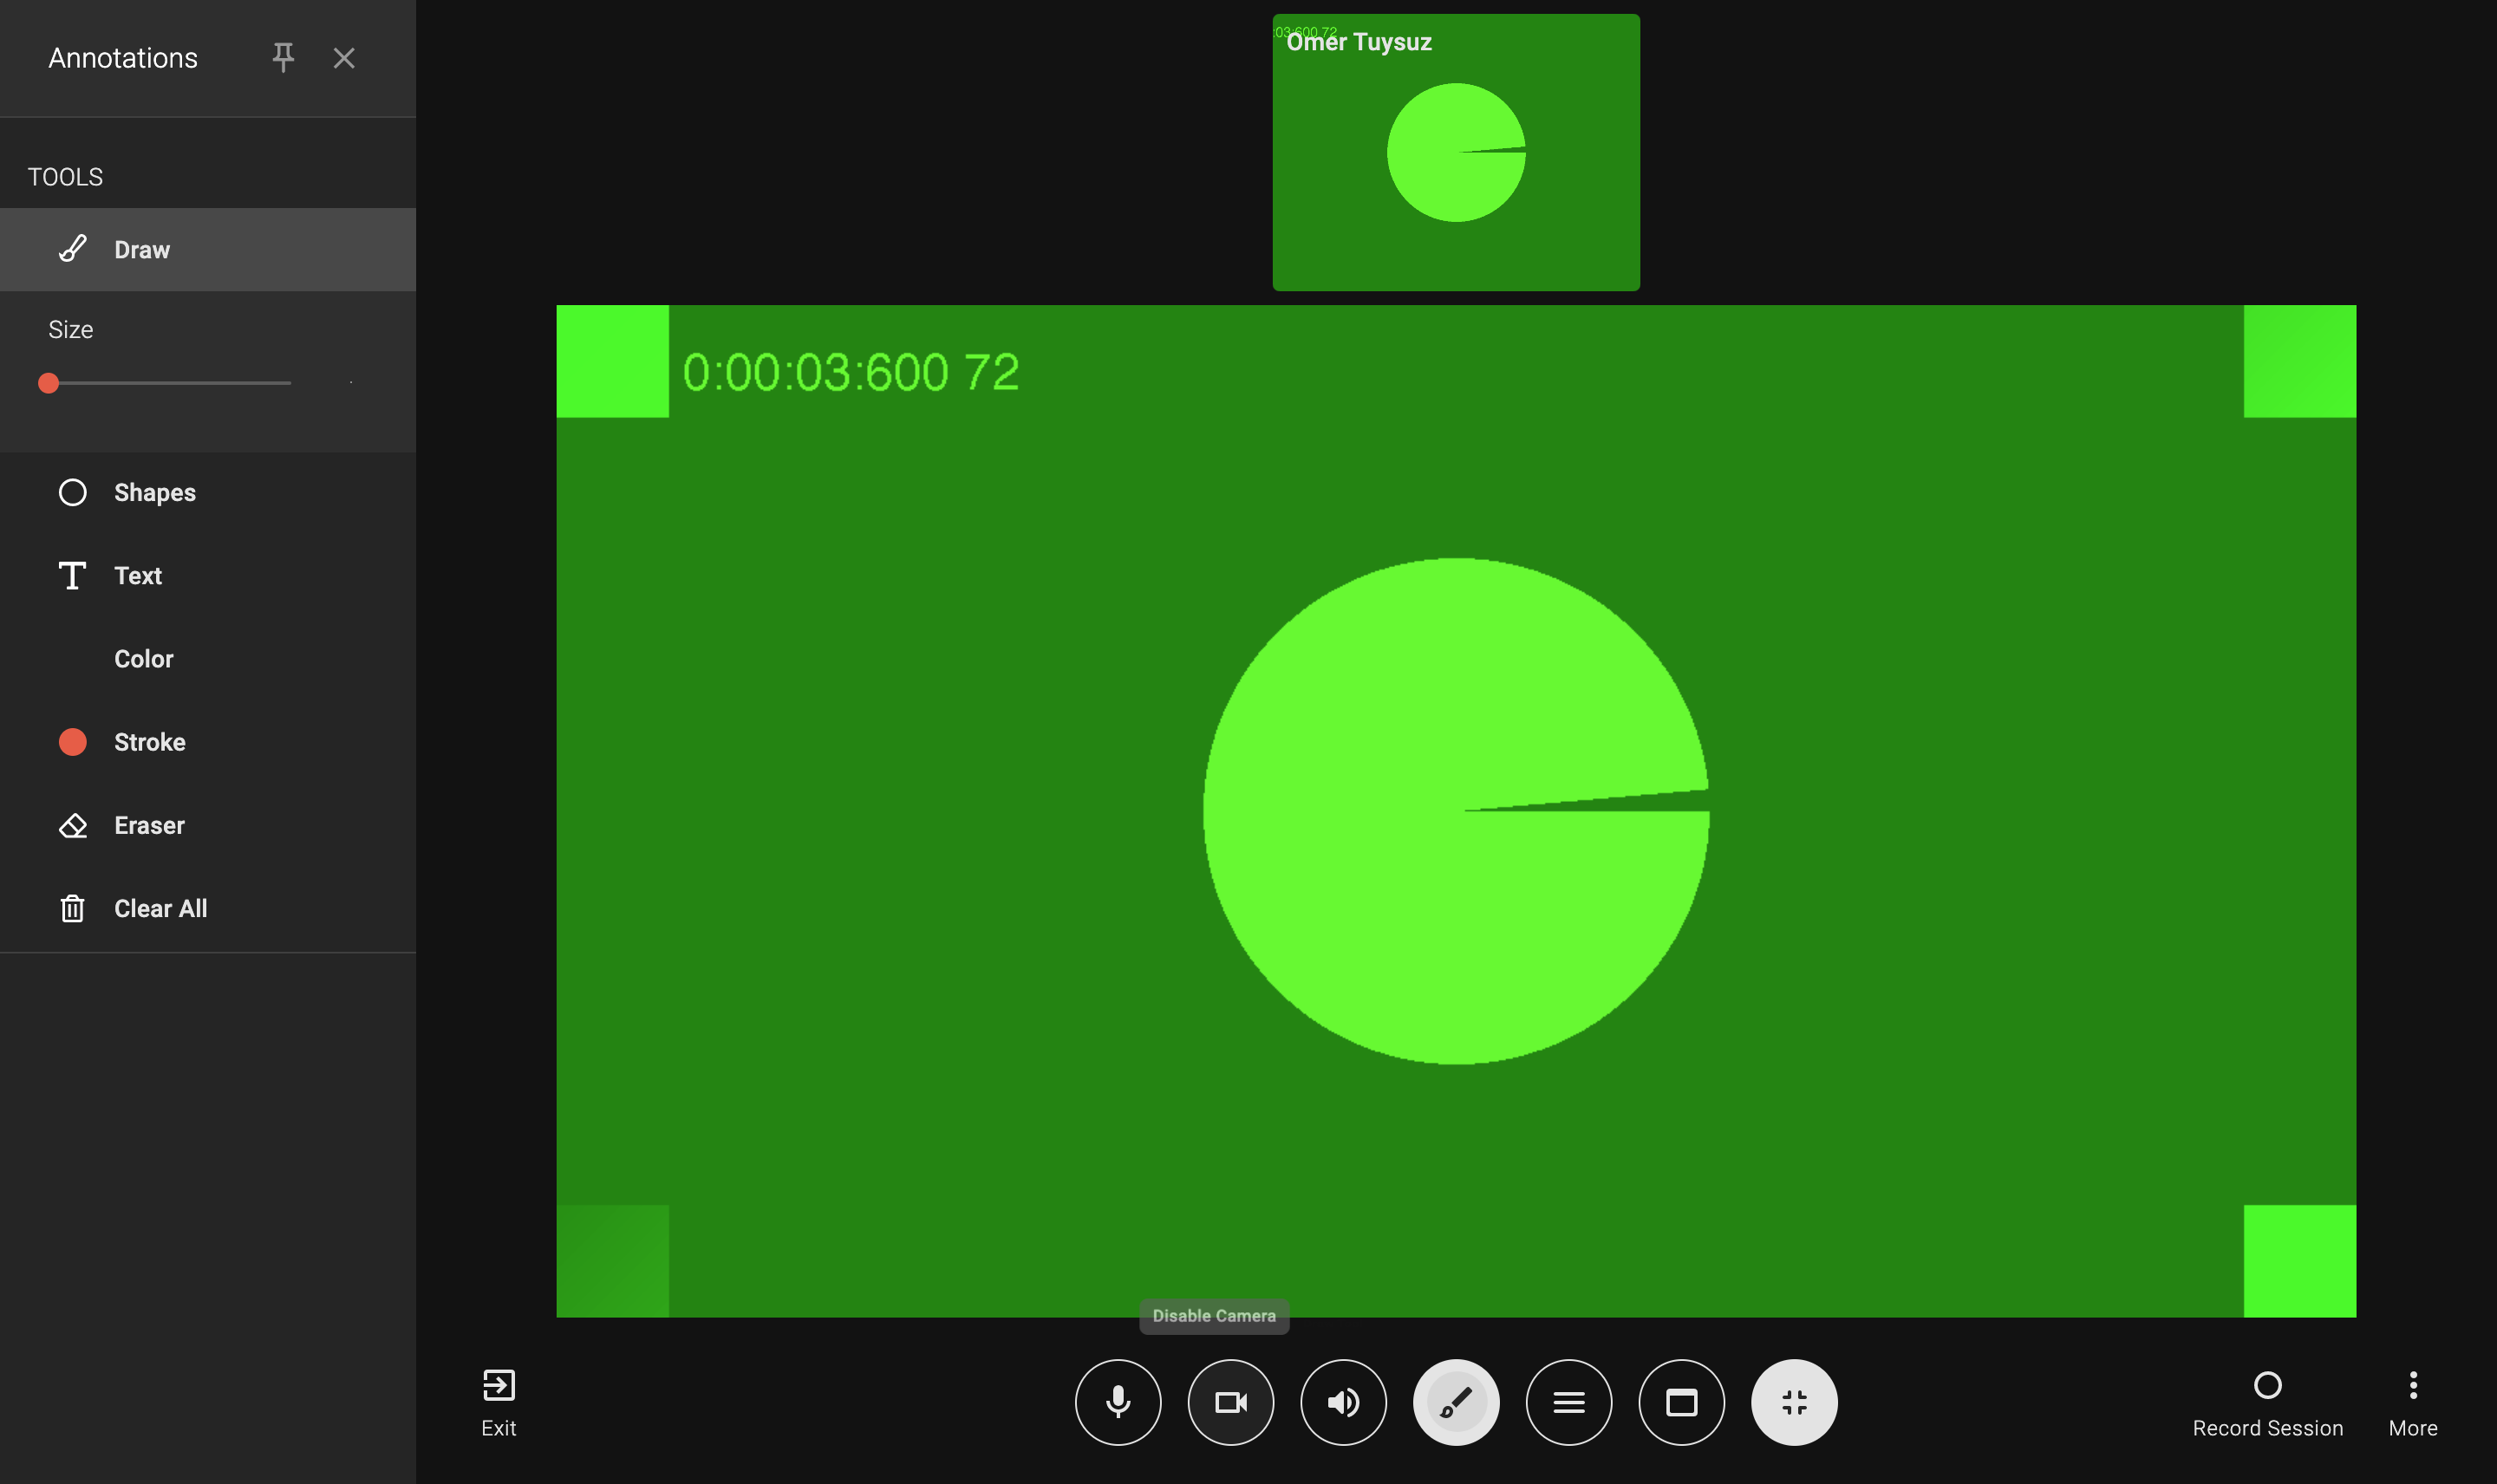 Annotations
TOOLS
Draw
Size
Shapes
Text
Color
Stroke
Eraser
Clear All
:03:600 72
Omer Tuysuz
0:00:03:600 72
Disable Camera
Exit
Record Session
More